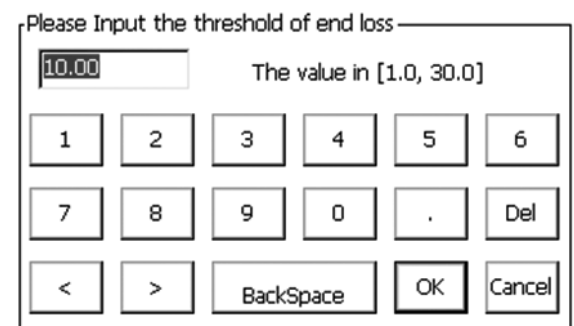 Please Input the threshold of end loss
10.00 The value in [1.0, 30.0]
1 2 3 4 5 6
7 8 9 0 . Del
< > BackSpace OK Cancel